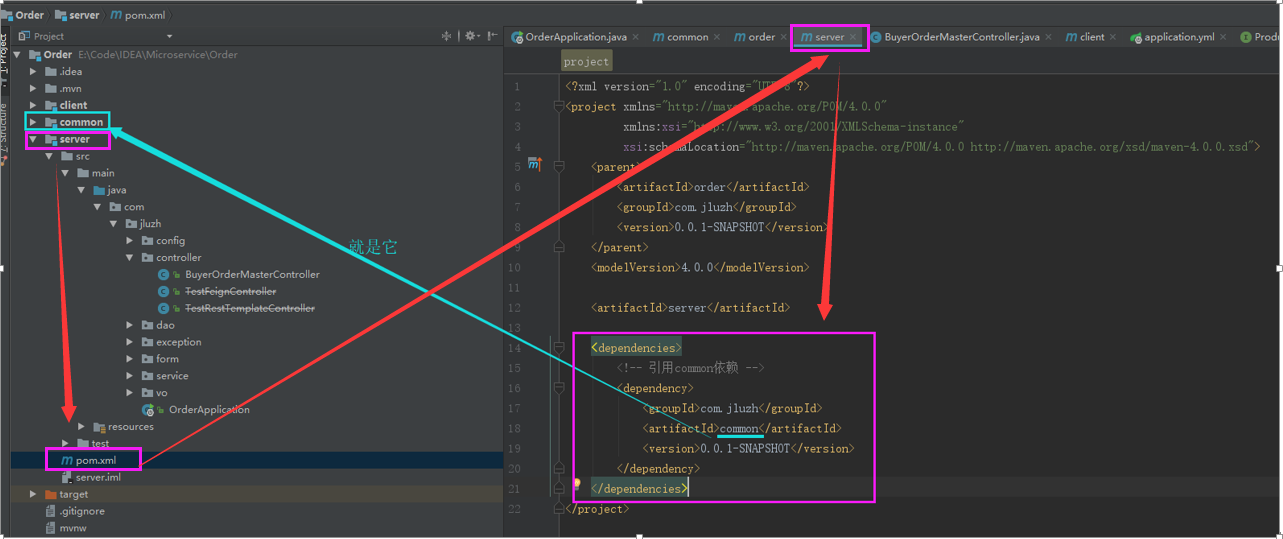 Order server pom.xml
Project
OrderApplication.java common order server BuyerOrderMasterController.java client application.yml Produ
1: Project
7: Structure
Order E:\Code\IDEA\Microservice\Order
.idea
.mvn
client
common
server
src
main
java
com
jluzh
config
controller
BuyerOrderMasterController
TestFeignController
TestRestTemplateController
dao
exception
form
service
vo
OrderApplication
resources
test
pom.xml
server.iml
target
.gitignore
mvnw
就是它
project
1 <?xml version="1.0" encoding="UTF-8"?>
2 <project xmlns="http://maven.apache.org/POM/4.0.0"
3 xmlns:xsi="http://www.w3.org/2001/XMLSchema-instance"
4 xsi:schemaLocation="http://maven.apache.org/POM/4.0.0 http://maven.apache.org/xsd/maven-4.0.0.xsd">
5 <parent>
6 <artifactId>order</artifactId>
7 <groupId>com.jluzh</groupId>
8 <version>0.0.1-SNAPSHOT</version>
9 </parent>
10 <modelVersion>4.0.0</modelVersion>
11
12 <artifactId>server</artifactId>
13
14 <dependencies>
15 <!-- 引用common依赖 -->
16 <dependency>
17 <groupId>com.jluzh</groupId>
18 <artifactId>common</artifactId>
19 <version>0.0.1-SNAPSHOT</version>
20 </dependency>
21 </dependencies>
22 </project>